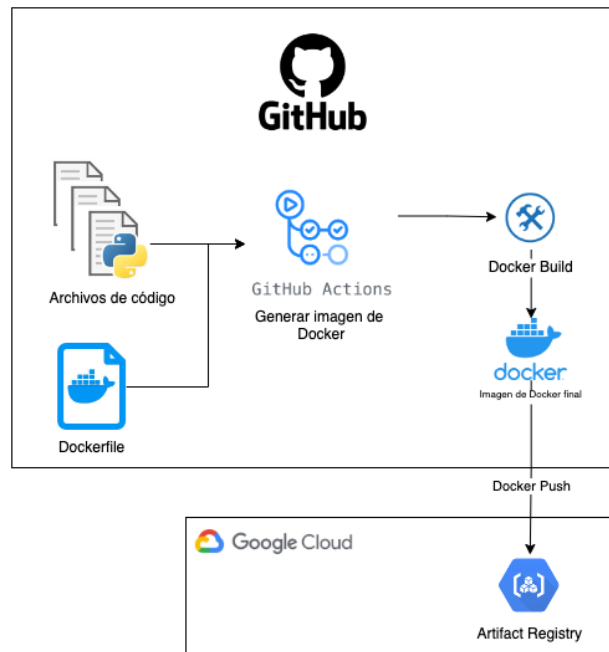 GitHub
Archivos de código
GitHub Actions
Generar imagen de
Docker
Docker Build
docker
Imagen de Docker final
Dockerfile
Docker Push
Google Cloud
Artifact Registry